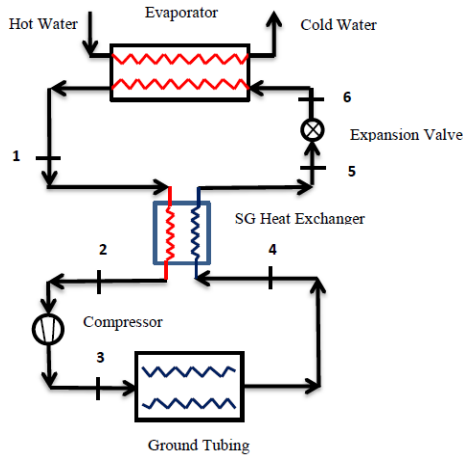 Evaporator
Hot Water
Cold Water
6
Expansion Valve
1
5
SG Heat Exchanger
2
4
Compressor
3
Ground Tubing